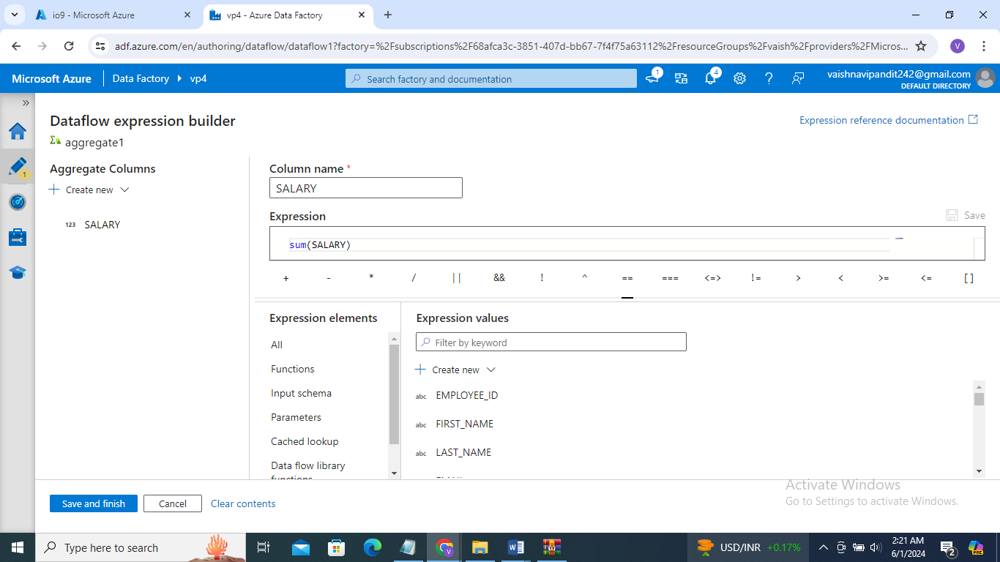 io9 - Microsoft Azure
vp4 - Azure Data Factory
adf.azure.com/en/authoring/dataflow/dataflow1?factory=%2Fsubscriptions%2F68afca3c-3851-407d-bb67-7f4f75a63112%2FresourceGroups%2Fvaish%2Fproviders%2FMicros...
V
Microsoft Azure
Data Factory
vp4
Search factory and documentation
1
4
vaishnavipandit242@gmail.com
DEFAULT DIRECTORY
Dataflow expression builder
Expression reference documentation
aggregate1
1
Aggregate Columns
Create new
123 SALARY
Column name *
SALARY
Expression
Save
sum(SALARY)
+ - * / || && ! ^ == === <=> != > < >= <= []
Expression elements
All
Functions
Input schema
Parameters
Cached lookup
Data flow library
functions
Expression values
Filter by keyword
Create new
abc EMPLOYEE_ID
abc FIRST_NAME
abc LAST_NAME
Save and finish
Cancel
Clear contents
Activate Windows
Go to Settings to activate Windows.
Type here to search
USD/INR +0.17%
2:21 AM
6/1/2024
2
PRE